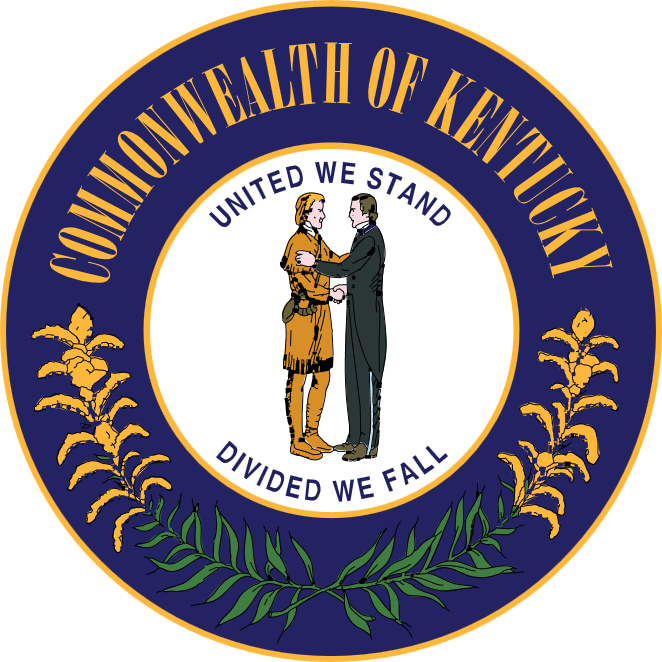 COMMONWEALTH OF KENTUCKY
UNITED WE STAND
DIVIDED WE FALL